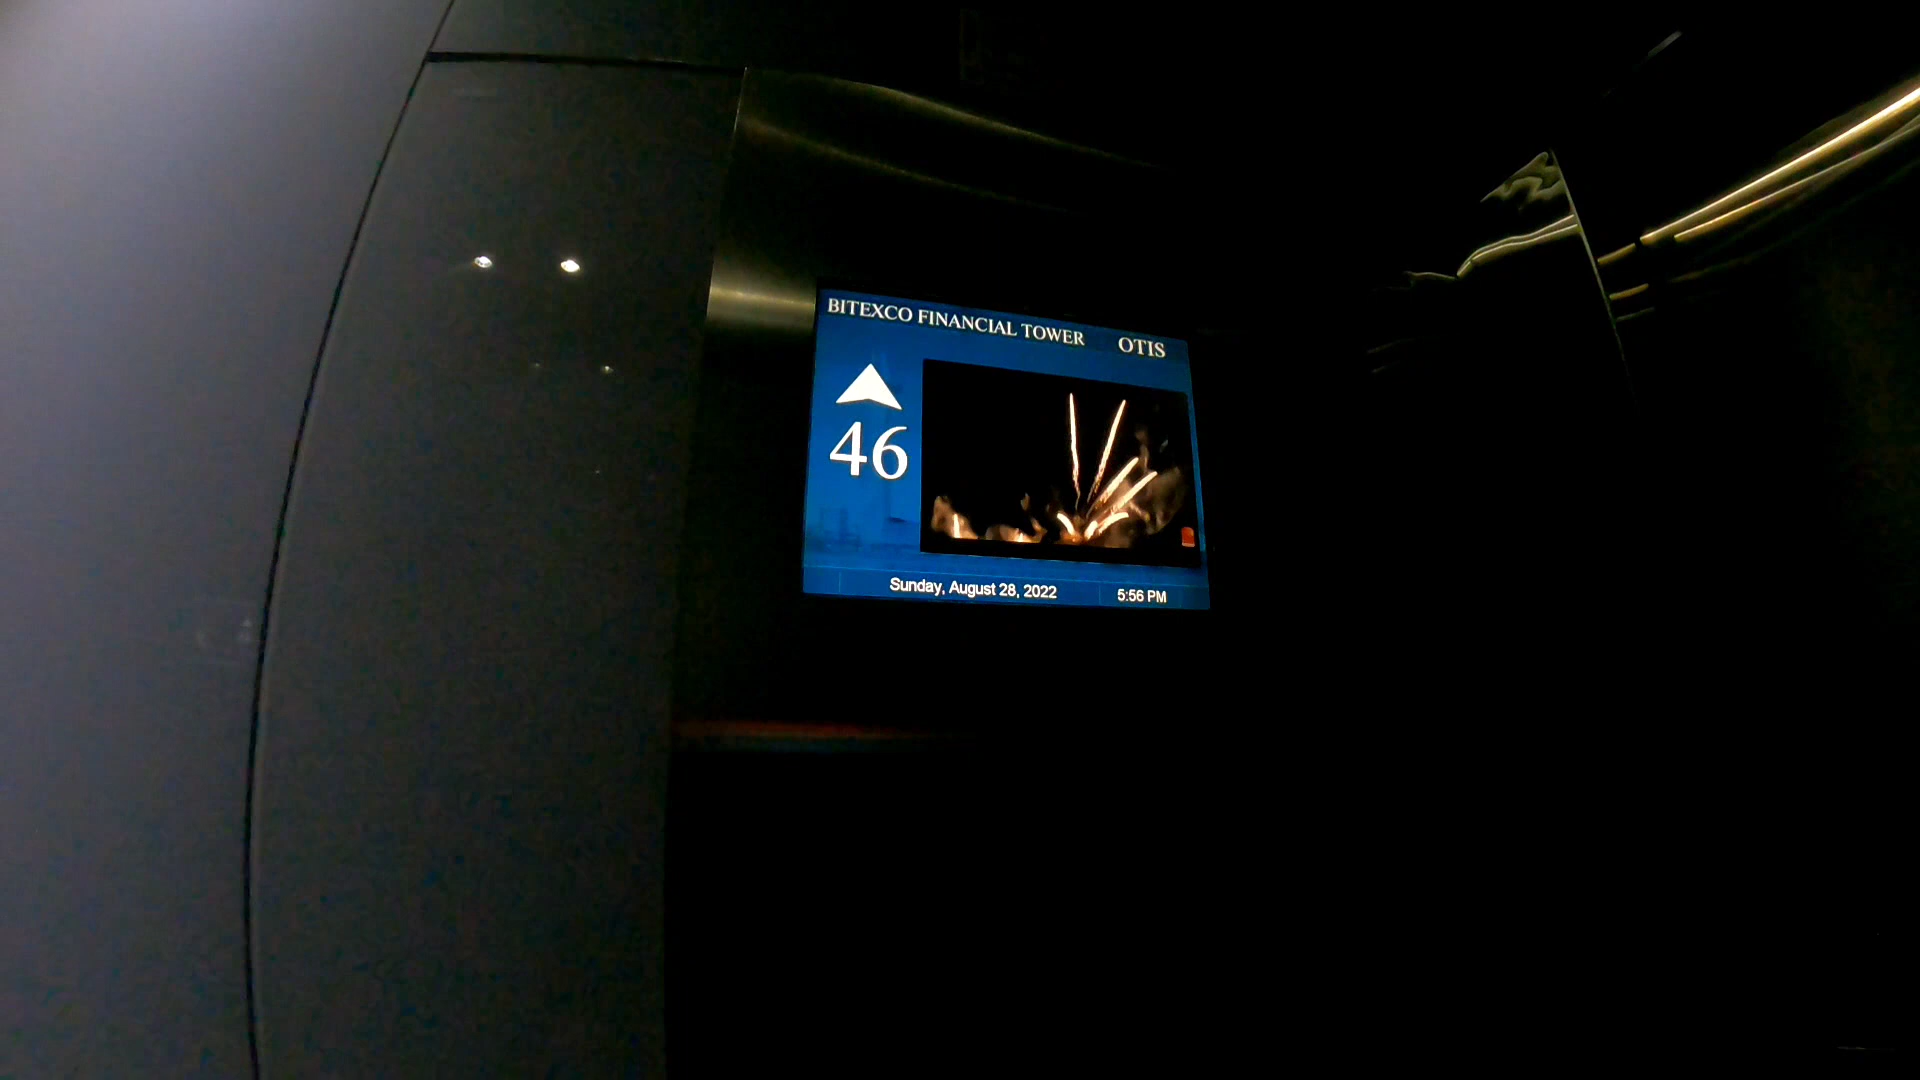 BITEXCO FINANCIAL TOWER OTIS
46
Sunday, August 28, 2022 5:56 PM